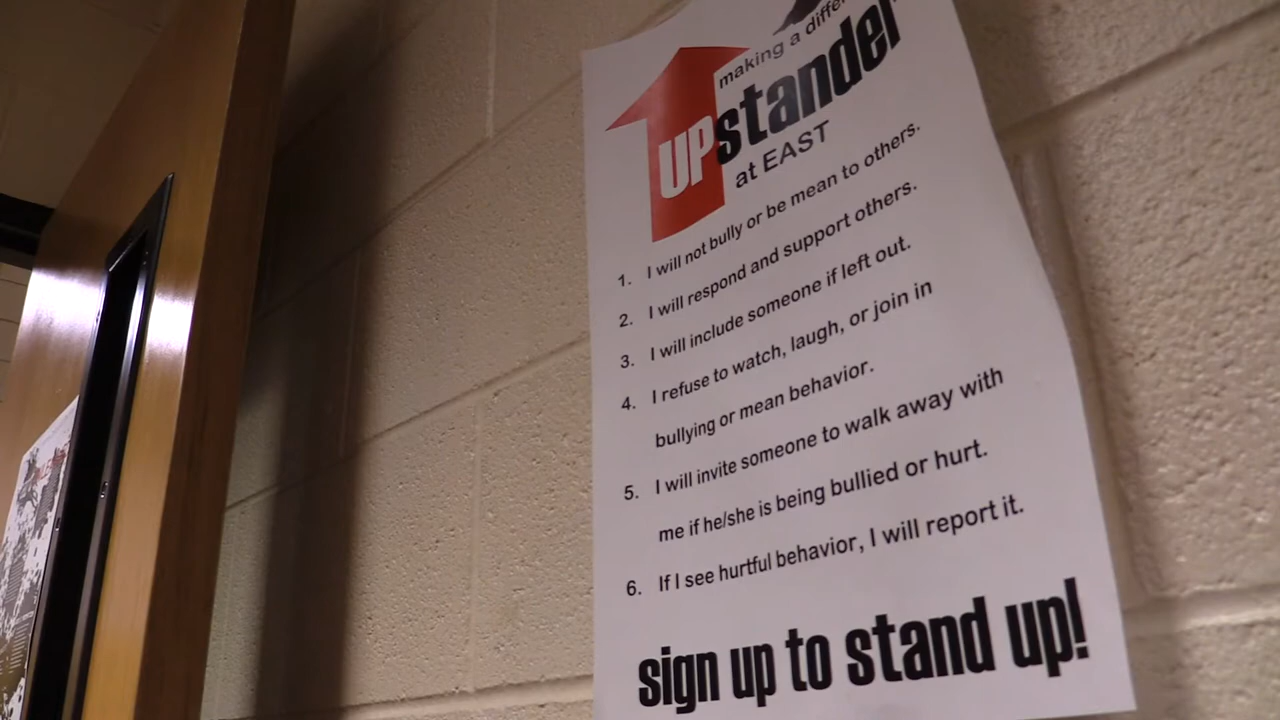 making a
UPstander
at EAST
1. I will not bully or be mean to others.
2. I will respond and support others.
3. I will include someone if left out.
4. I refuse to watch, laugh, or join in
bullying or mean behavior.
5. I will invite someone to walk away with
me if he/she is being bullied or hurt.
6. If I see hurtful behavior, I will report it.
sign up to stand up!